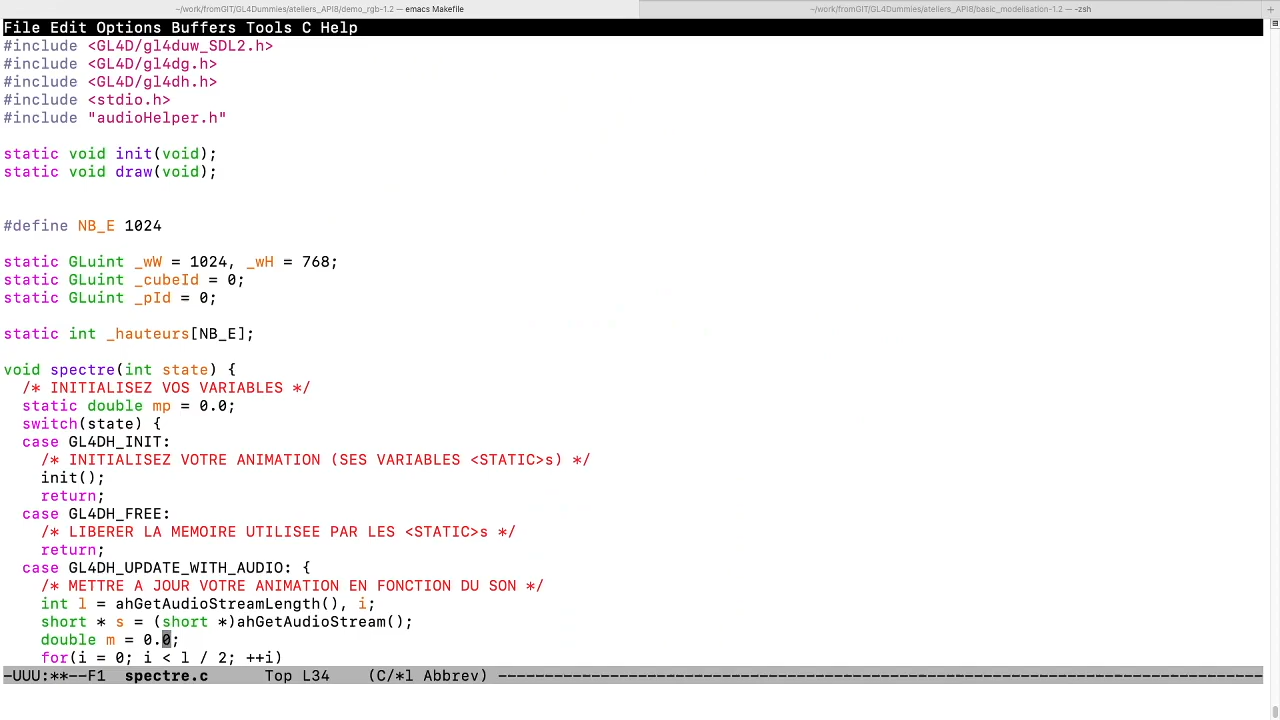 ~/work/fromGIT/GL4Dummies/ateliers_API8/demo_rgb-1.2 — emacs Makefile
~/work/fromGIT/GL4Dummies/ateliers_API8/basic_modelisation-1.2 — -zsh
File Edit Options Buffers Tools C Help
#include <GL4D/gl4duw_SDL2.h>
#include <GL4D/gl4dg.h>
#include <GL4D/gl4dh.h>
#include <stdio.h>
#include "audioHelper.h"
static void init(void);
static void draw(void);
#define NB_E 1024
static GLuint _wW = 1024, _wH = 768;
static GLuint _cubeId = 0;
static GLuint _pId = 0;
static int _hauteurs[NB_E];
void spectre(int state) {
/* INITIALISEZ VOS VARIABLES */
static double mp = 0.0;
switch(state) {
case GL4DH_INIT:
/* INITIALISEZ VOTRE ANIMATION (SES VARIABLES <STATIC>s) */
init();
return;
case GL4DH_FREE:
/* LIBERER LA MEMOIRE UTILISEE PAR LES <STATIC>s */
return;
case GL4DH_UPDATE_WITH_AUDIO: {
/* METTRE A JOUR VOTRE ANIMATION EN FONCTION DU SON */
int l = ahGetAudioStreamLength(), i;
short * s = (short *)ahGetAudioStream();
double m = 0.0;
for(i = 0; i < l / 2; ++i)
-UUU:**--F1  spectre.c      Top L34    (C/*l Abbrev) ------------------------------------------------------------------------------------